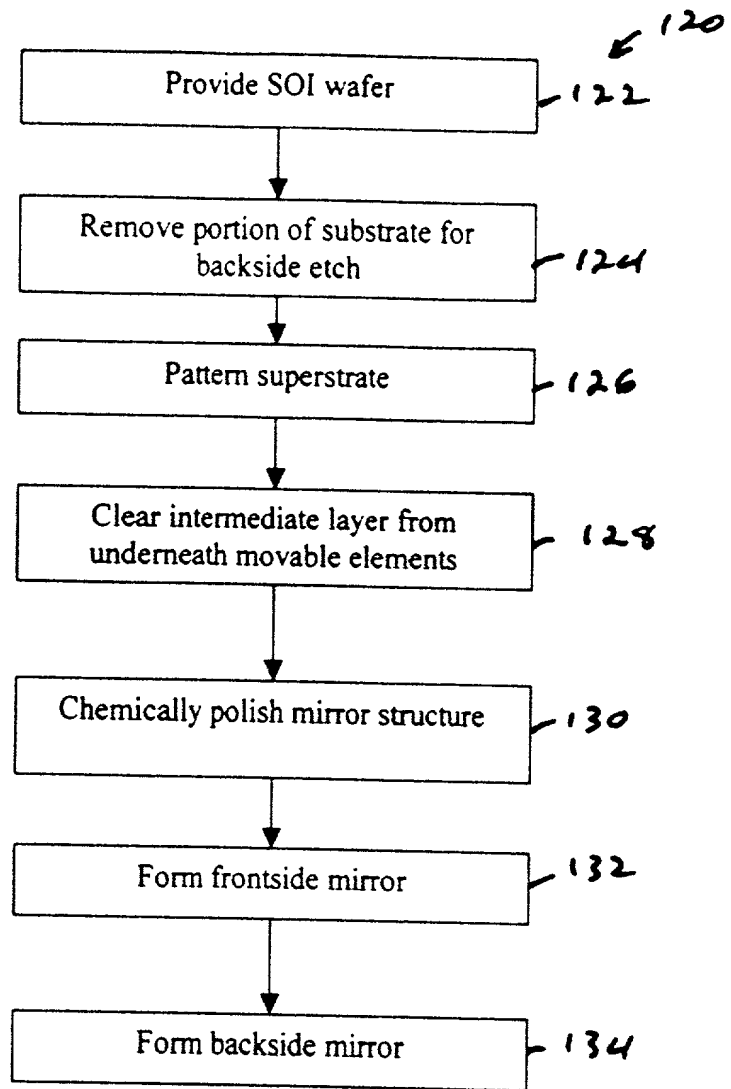 120
Provide SOI wafer
122
Remove portion of substrate for
backside etch
124
Pattern superstrate
126
Clear intermediate layer from
underneath movable elements
128
Chemically polish mirror structure
130
Form frontside mirror
132
Form backside mirror
134